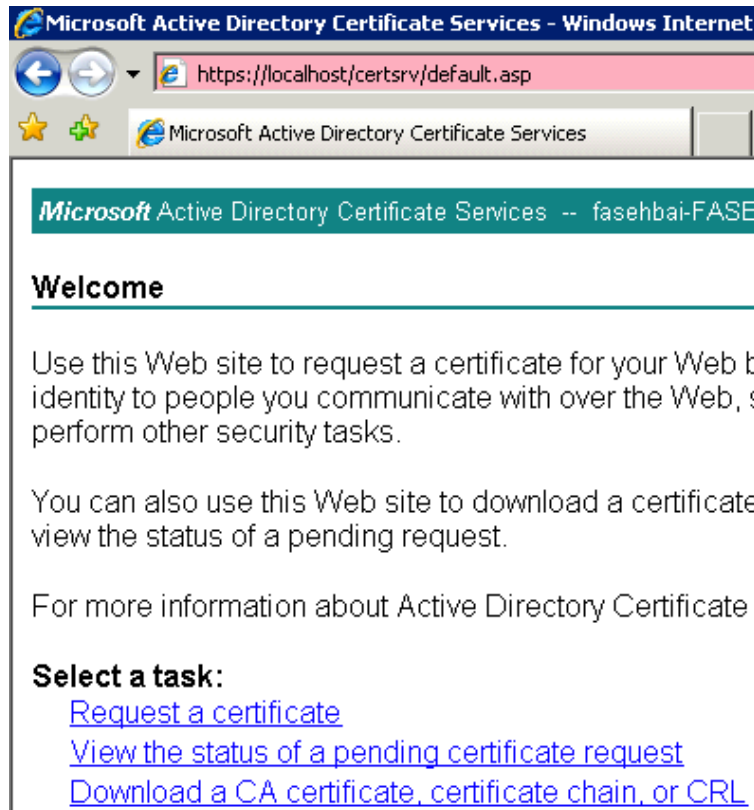 Microsoft Active Directory Certificate Services - Windows Internet
https://localhost/certsrv/default.asp
Microsoft Active Directory Certificate Services
Microsoft Active Directory Certificate Services -- fasehbai-FASE
Welcome
Use this Web site to request a certificate for your Web
identity to people you communicate with over the Web,
perform other security tasks.
You can also use this Web site to download a certificate
view the status of a pending request.
For more information about Active Directory Certificate
Select a task:
Request a certificate
View the status of a pending certificate request
Download a CA certificate, certificate chain, or CRL